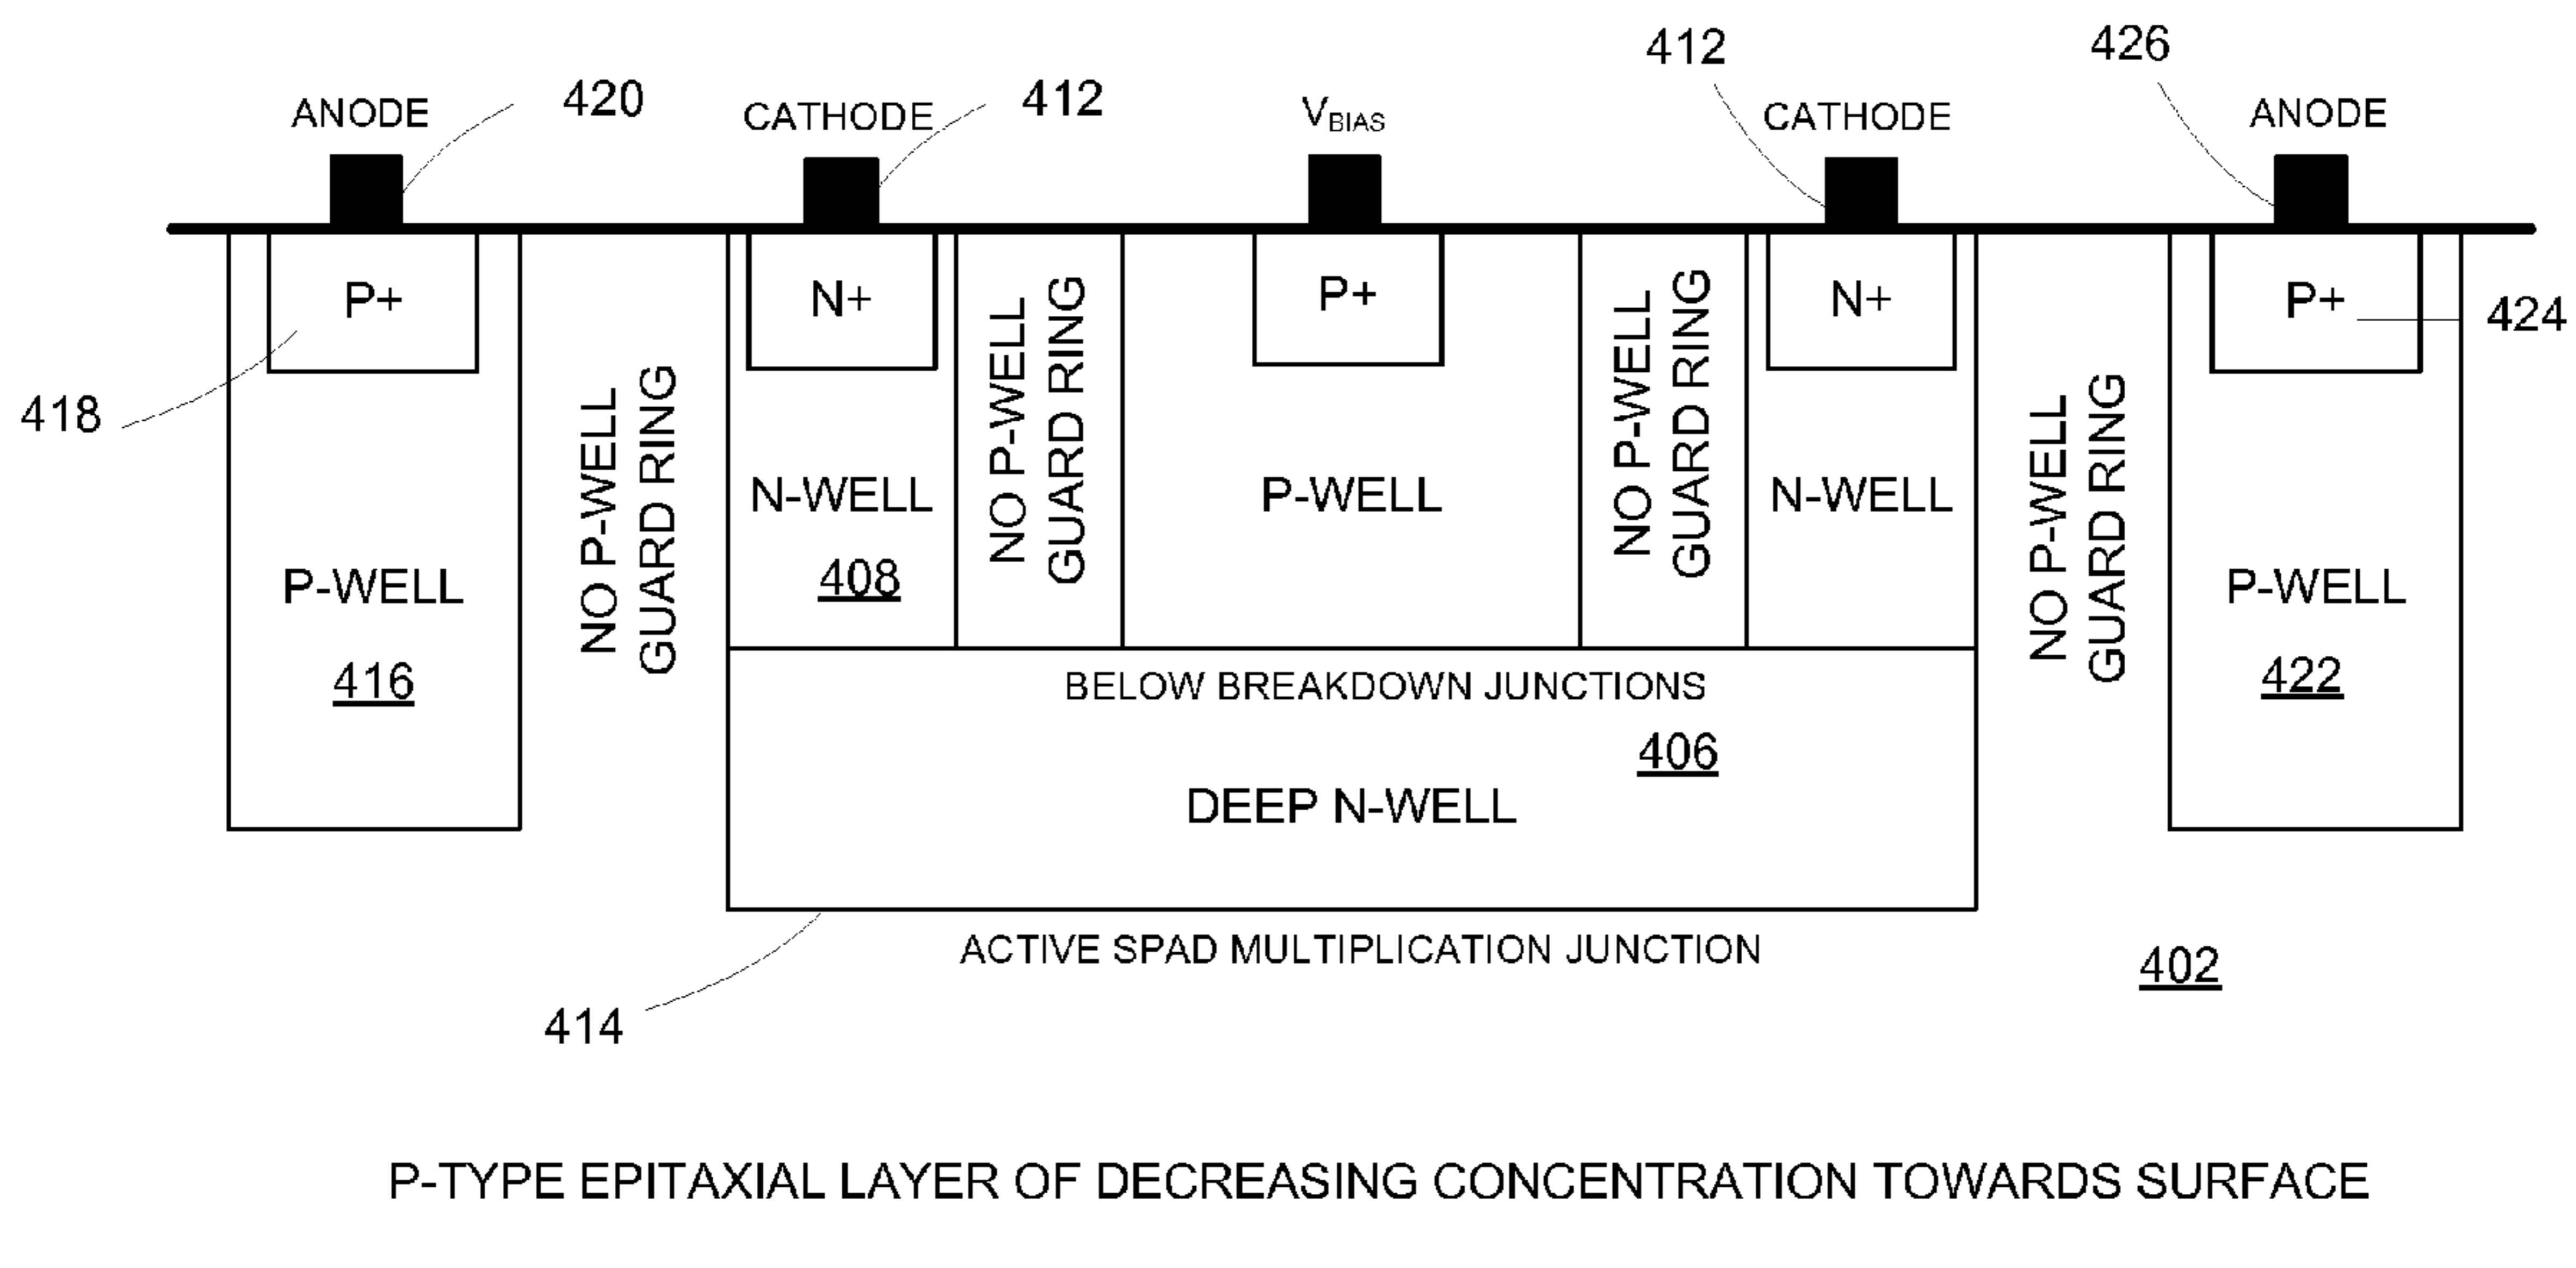 412
426
ANODE
420
CATHODE
412
VBIAS
CATHODE
ANODE
P+
N+
P+
N+
P+
424
418
NO P-WELL
GUARD RING
NO P-WELL
GUARD RING
NO P-WELL
GUARD RING
NO P-WELL
GUARD RING
N-WELL
408
P-WELL
N-WELL
P-WELL
416
P-WELL
422
BELOW BREAKDOWN JUNCTIONS
406
DEEP N-WELL
ACTIVE SPAD MULTIPLICATION JUNCTION
402
414
P-TYPE EPITAXIAL LAYER OF DECREASING CONCENTRATION TOWARDS SURFACE